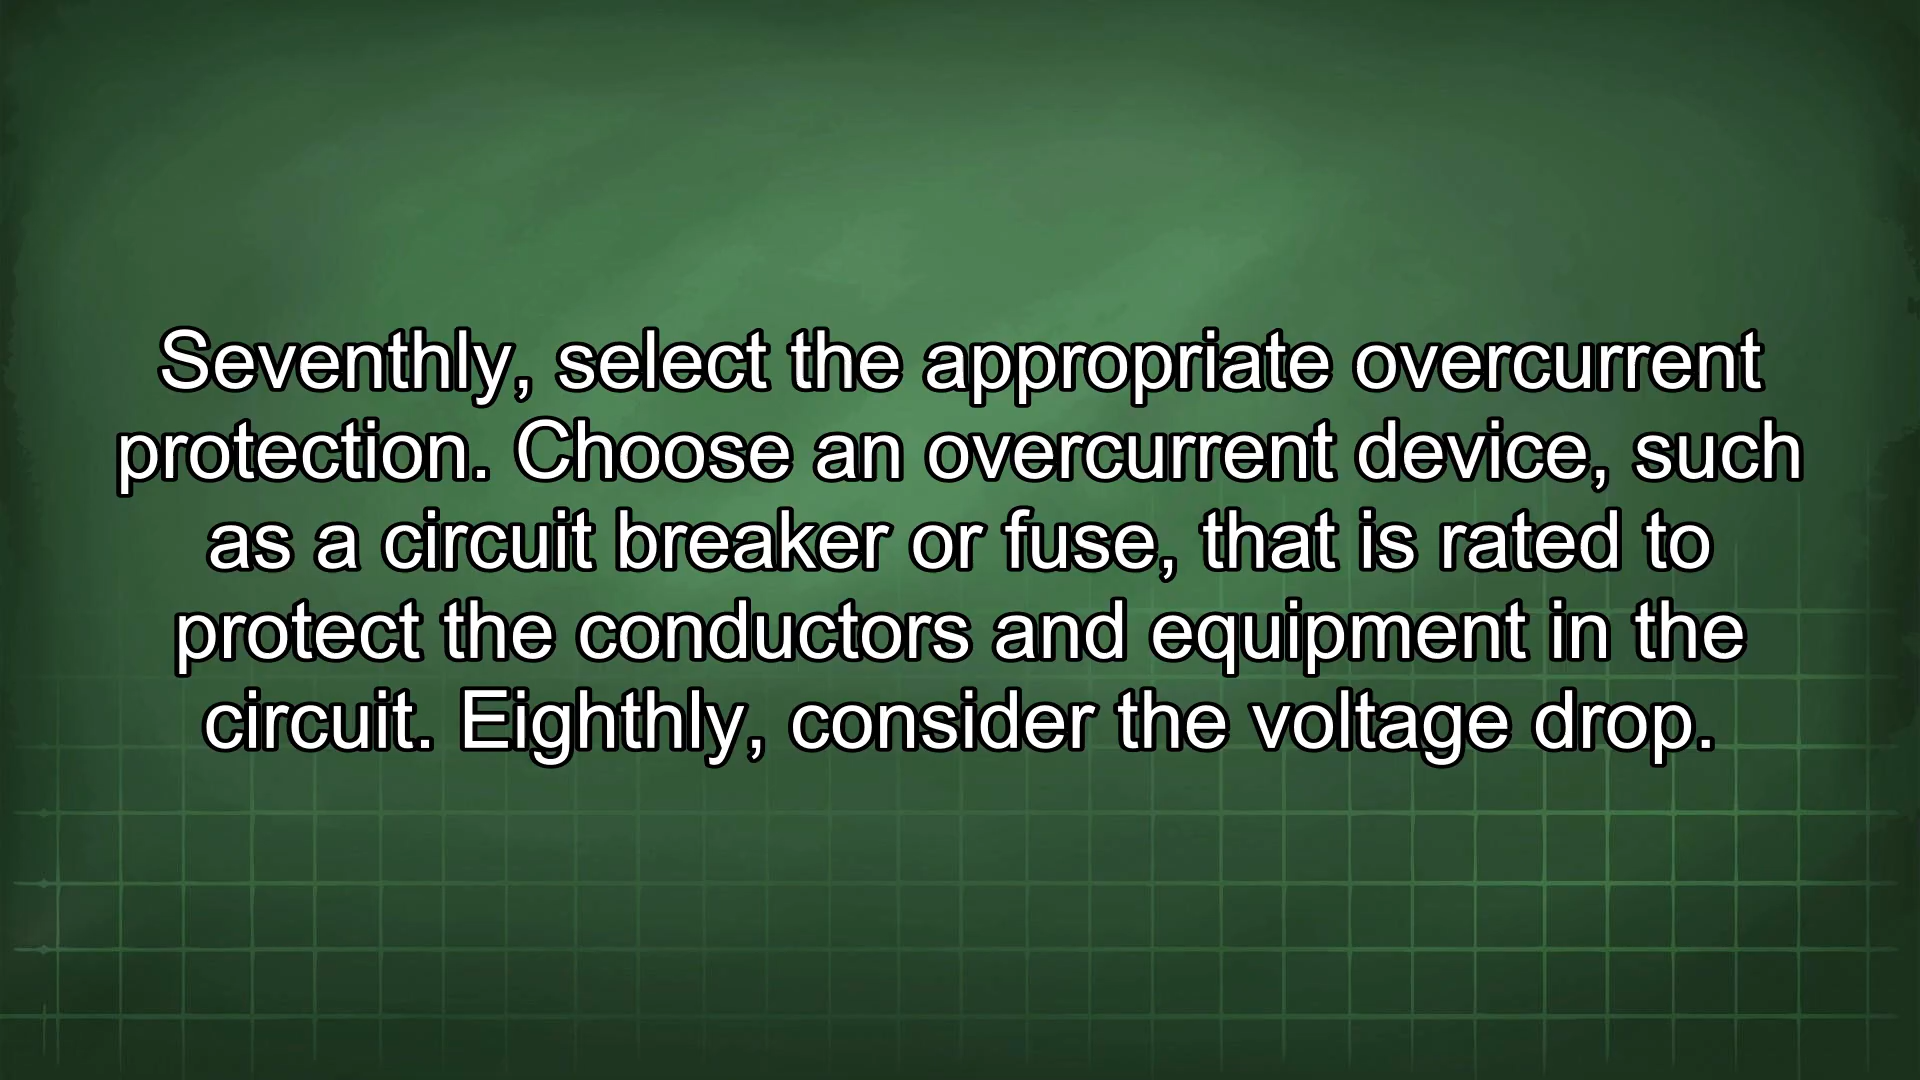 Seventhly, select the appropriate overcurrent
protection. Choose an overcurrent device, such
as a circuit breaker or fuse, that is rated to
protect the conductors and equipment in the
circuit. Eighthly, consider the voltage drop.